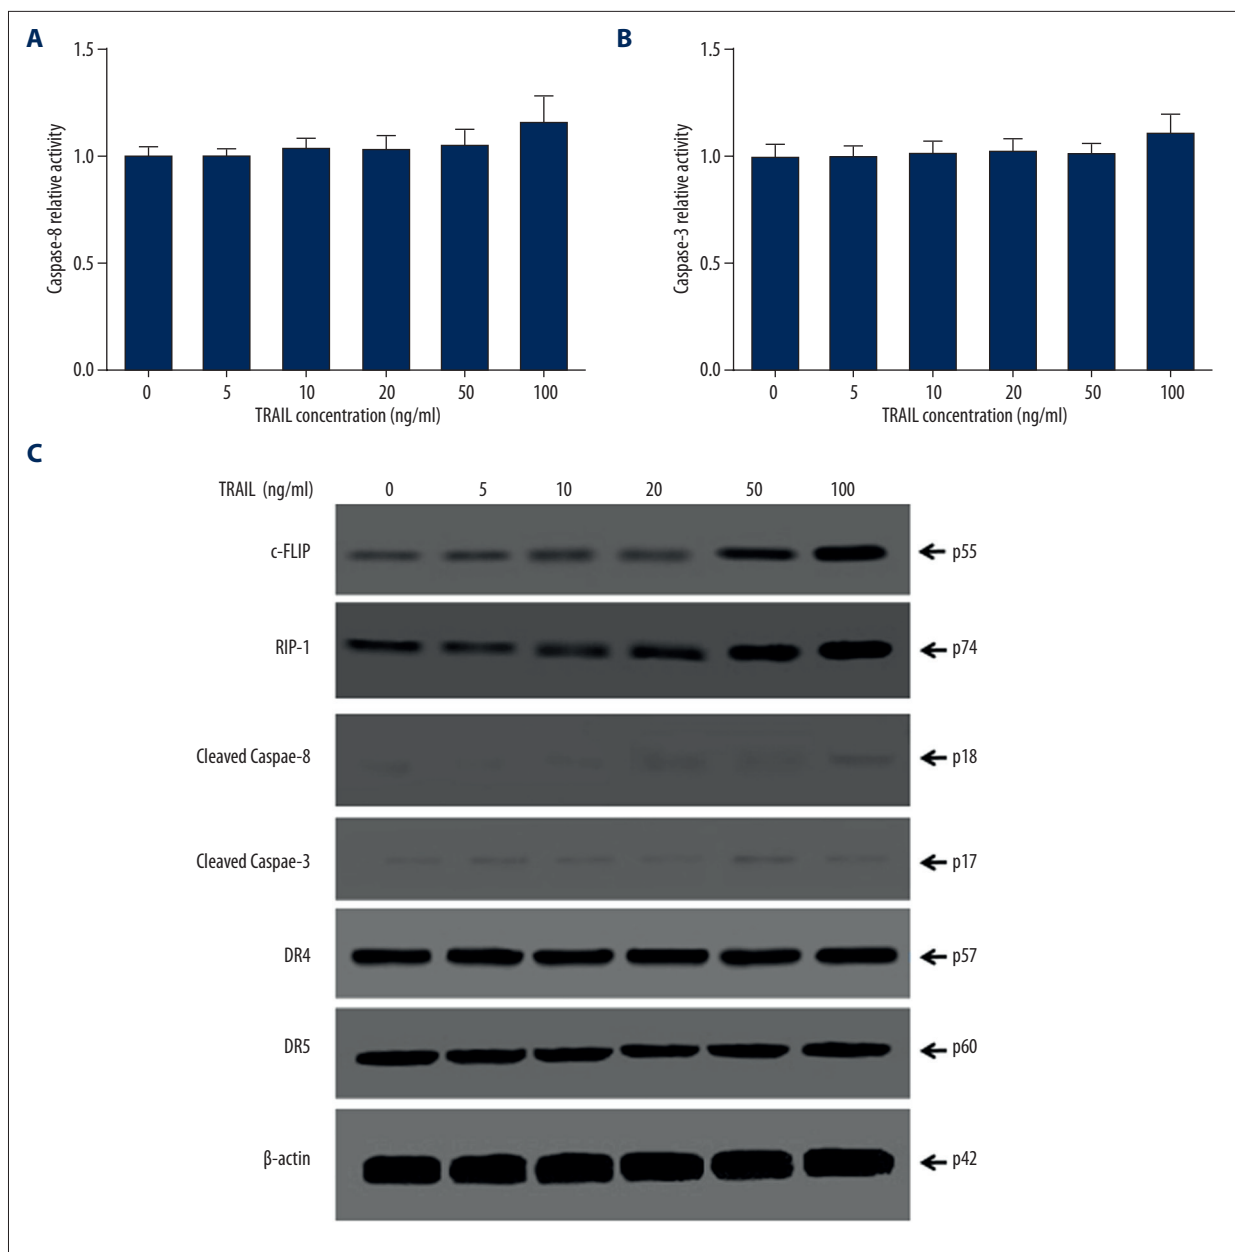 A
1.5
1.0
0.5
0.0
Caspase-8 relative activity
0 5 10 20 50 100
TRAIL concentration (ng/ml)
B
1.5
1.0
0.5
0.0
Caspase-3 relative activity
0 5 10 20 50 100
TRAIL concentration (ng/ml)
C
TRAIL (ng/ml) 0 5 10 20 50 100
c-FLIP p55
RIP-1 p74
Cleaved Caspae-8 p18
Cleaved Caspae-3 p17
DR4 p57
DR5 p60
β-actin p42